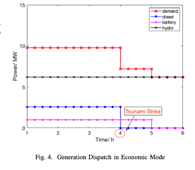 15
demand
diesel
battery
hydro
10
Power/ MW
5
Tsunami Strike
0
1 2 3 4 5 6
Time/ h
Fig. 4. Generation Dispatch in Economic Mode